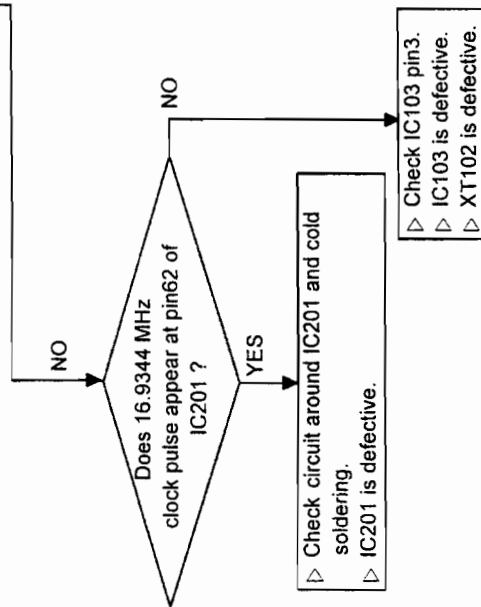 NO
Does 16.9344 MHz
clock pulse appear at pin62 of
IC201 ?
NO
YES
▷ Check circuit around IC201 and cold
soldering.
▷ IC201 is defective.
▷ Check IC103 pin3.
▷ IC103 is defective.
▷ XT102 is defective.